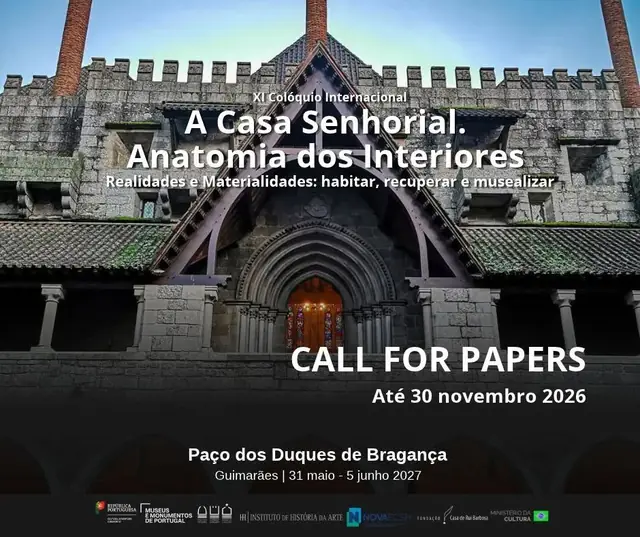 XI Colóquio Internacional
A Casa Senhorial.
Anatomia dos Interiores
Realidades e Materialidades: habitar, recuperar e musealizar
CALL FOR PAPERS
Até 30 novembro 2026
Paço dos Duques de Bragança
Guimarães | 31 maio - 5 junho 2027
REPÚBLICA
PORTUGUESA
MUSEUS
E MONUMENTOS
DE PORTUGAL
INSTITUTO DE HISTÓRIA DA ARTE
NOVA FCSH
FUNDAÇÃO
Casa de Rui Barbosa
MINISTÉRIO DA
CULTURA